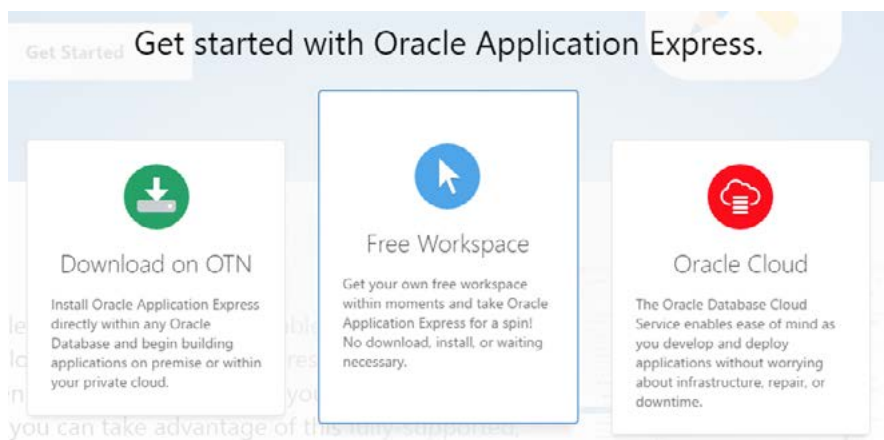 Get Started
Get started with Oracle Application Express.
Download on OTN
Install Oracle Application Express
directly within any Oracle
Database and begin building
applications on premise or within
your private cloud.
Free Workspace
Get your own free workspace
within moments and take Oracle
Application Express for a spin!
No download, install, or waiting
necessary.
Oracle Cloud
The Oracle Database Cloud
Service enables ease of mind as
you develop and deploy
applications without worrying
about infrastructure, repair, or
downtime.
you can take advantage of this fully-supported,